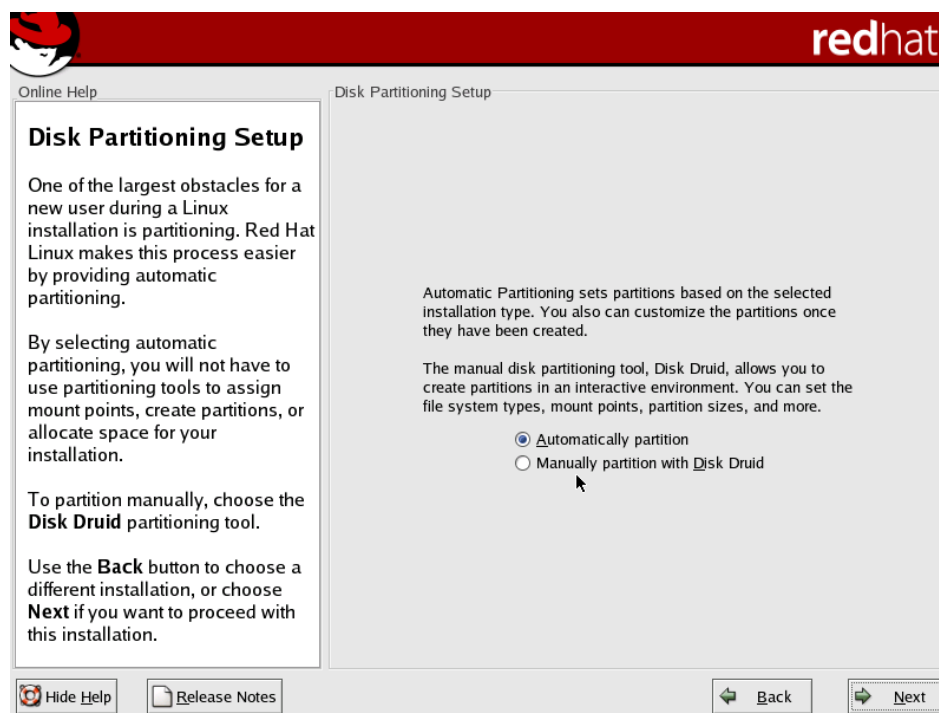 redhat
Online Help
Disk Partitioning Setup
Disk Partitioning Setup
One of the largest obstacles for a
new user during a Linux
installation is partitioning. Red Hat
Linux makes this process easier
by providing automatic
partitioning.
By selecting automatic
partitioning, you will not have to
use partitioning tools to assign
mount points, create partitions, or
allocate space for your
installation.
To partition manually, choose the
Disk Druid partitioning tool.
Use the Back button to choose a
different installation, or choose
Next if you want to proceed with
this installation.
Automatic Partitioning sets partitions based on the selected
installation type. You also can customize the partitions once
they have been created.
The manual disk partitioning tool, Disk Druid, allows you to
create partitions in an interactive environment. You can set the
file system types, mount points, partition sizes, and more.
Automatically partition
Manually partition with Disk Druid
Hide Help
Release Notes
Back
Next